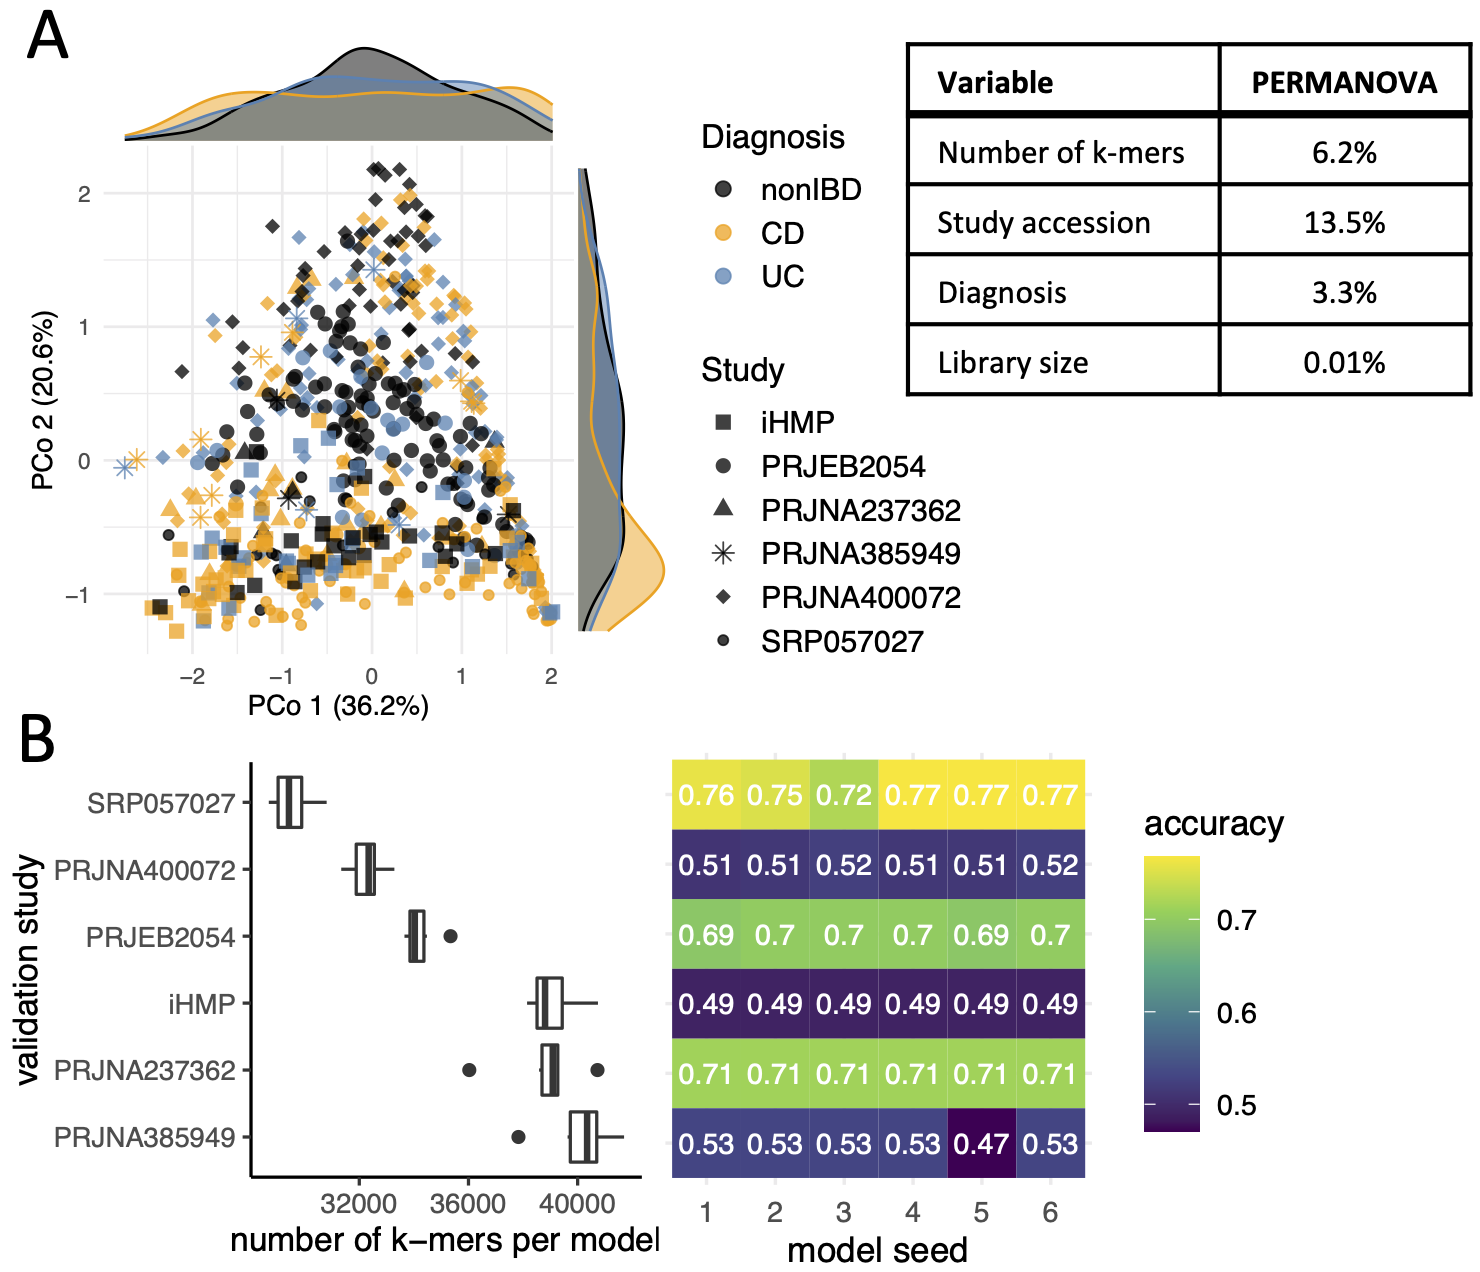 A
Variable PERMANOVA
Number of k-mers 6.2%
Study accession 13.5%
Diagnosis 3.3%
Library size 0.01%
Diagnosis
nonIBD
CD
UC
Study
iHMP
PRJEB2054
PRJNA237362
PRJNA385949
PRJNA400072
SRP057027
PCo 2 (20.6%)
2
1
0
−1
−2 −1 0 1 2
PCo 1 (36.2%)
B
validation study
SRP057027
PRJNA400072
PRJEB2054
iHMP
PRJNA237362
PRJNA385949
32000 36000 40000
number of k−mers per model
0.76 0.75 0.72 0.77 0.77 0.77
0.51 0.51 0.52 0.51 0.51 0.52
0.69 0.7 0.7 0.7 0.69 0.7
0.49 0.49 0.49 0.49 0.49 0.49
0.71 0.71 0.71 0.71 0.71 0.71
0.53 0.53 0.53 0.53 0.47 0.53
1 2 3 4 5 6
model seed
accuracy
0.7
0.6
0.5